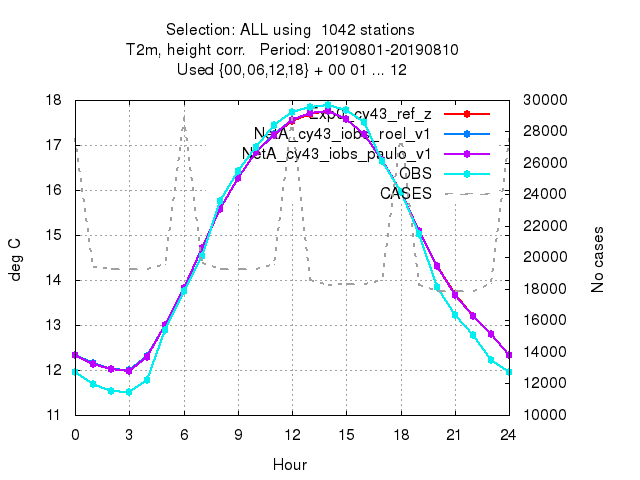 Selection: ALL using  1042 stations
T2m, height corr.   Period: 20190801-20190810
Used {00,06,12,18} + 00 01 ... 12
Exp0_cy43_ref_z
NetA_cy43_iobs_roel_v1
NetA_cy43_iobs_paulo_v1
OBS
CASES
18
17
16
15
14
13
12
11
deg C
30000
28000
26000
24000
22000
20000
18000
16000
14000
12000
10000
No cases
0 3 6 9 12 15 18 21 24
Hour